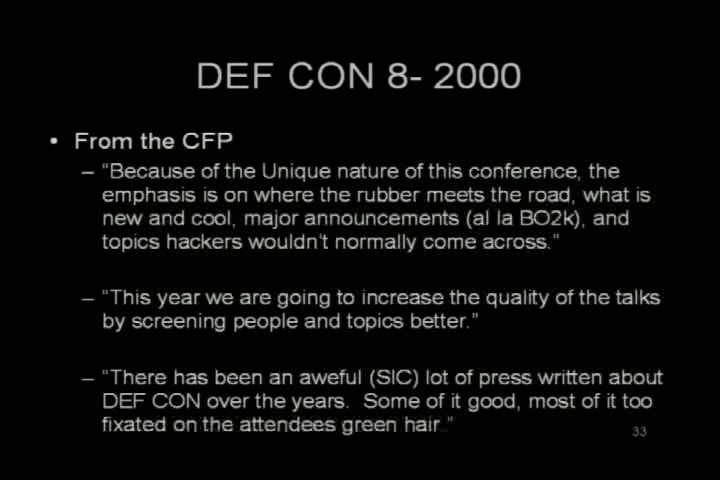 DEF CON 8- 2000
• From the CFP
– "Because of the Unique nature of this conference, the
emphasis is on where the rubber meets the road, what is
new and cool, major announcements (al la BO2k), and
topics hackers wouldn't normally come across."
– "This year we are going to increase the quality of the talks
by screening people and topics better."
– "There has been an aweful (SIC) lot of press written about
DEF CON over the years.  Some of it good, most of it too
fixated on the attendees green hair."
33